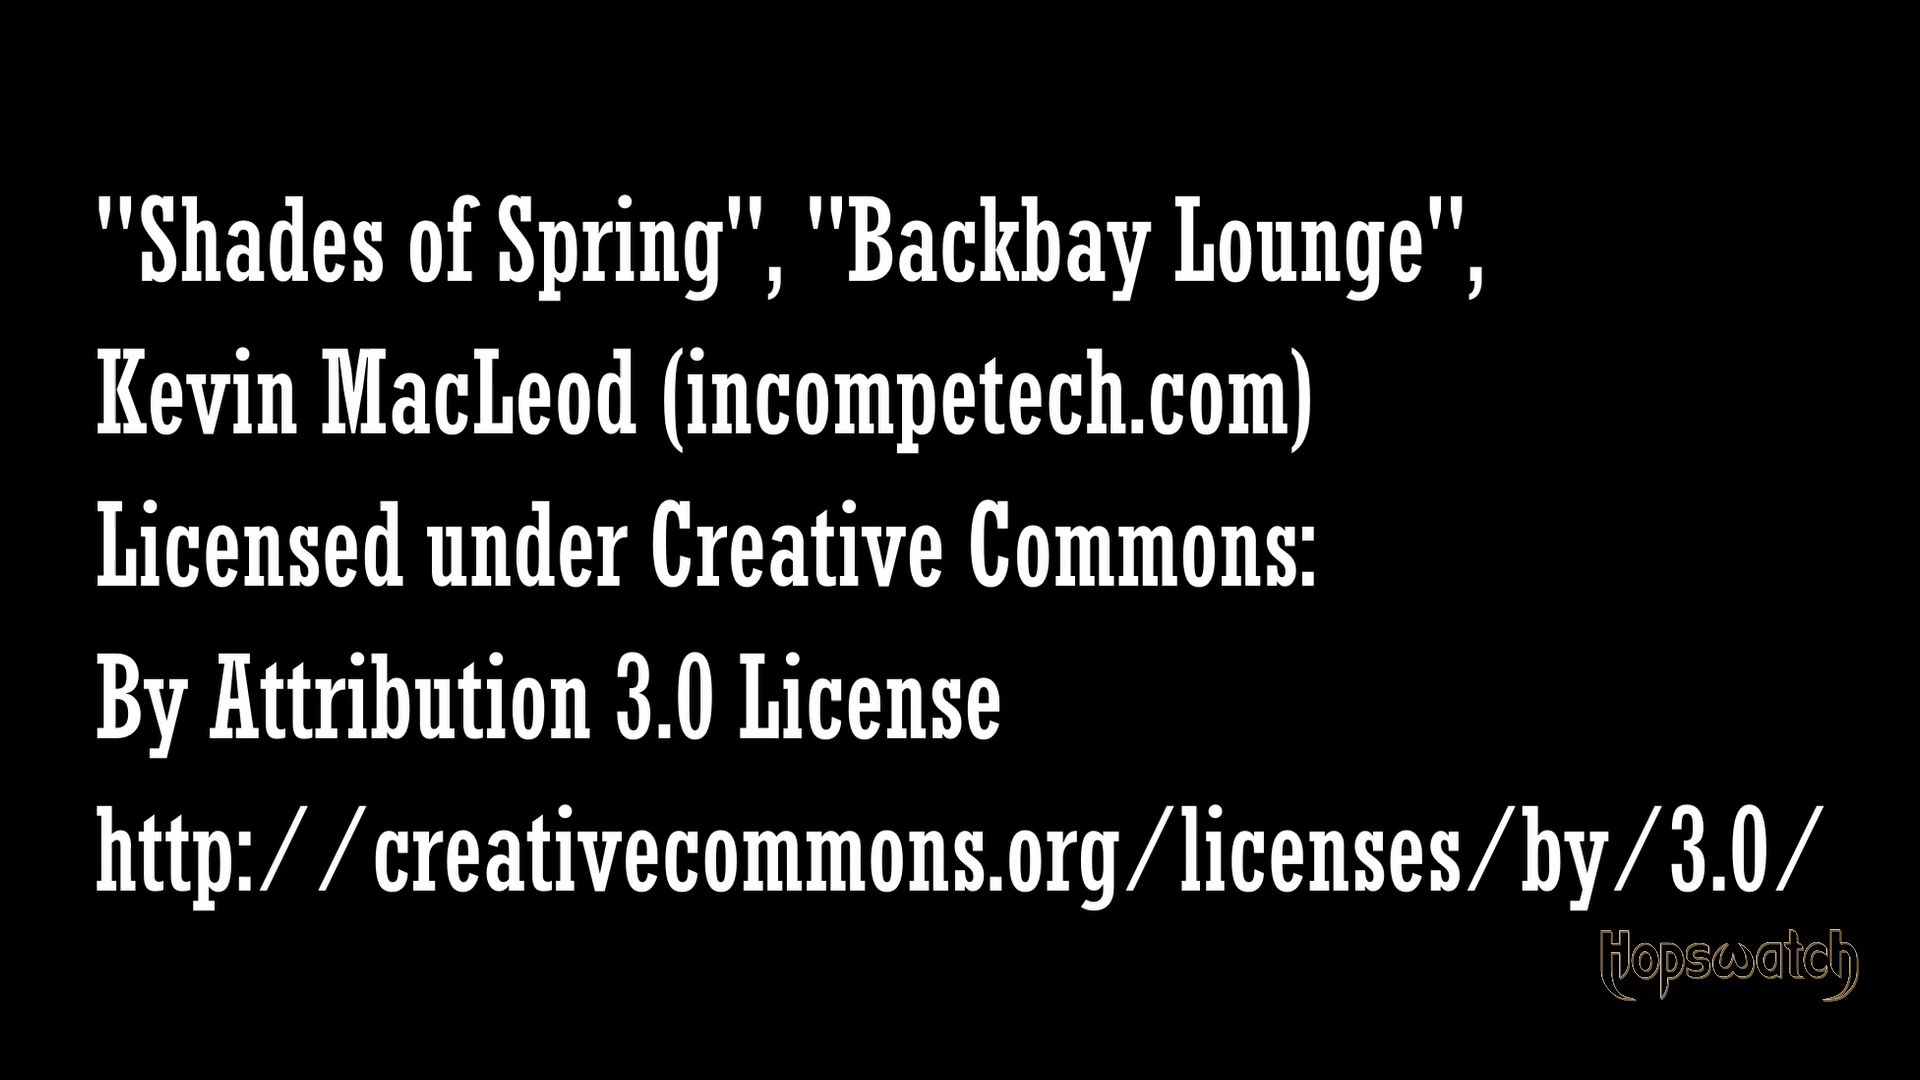 "Shades of Spring", "Backbay Lounge",
Kevin MacLeod (incompetech.com)
Licensed under Creative Commons:
By Attribution 3.0 License
http://creativecommons.org/licenses/by/3.0/
Hopswatch